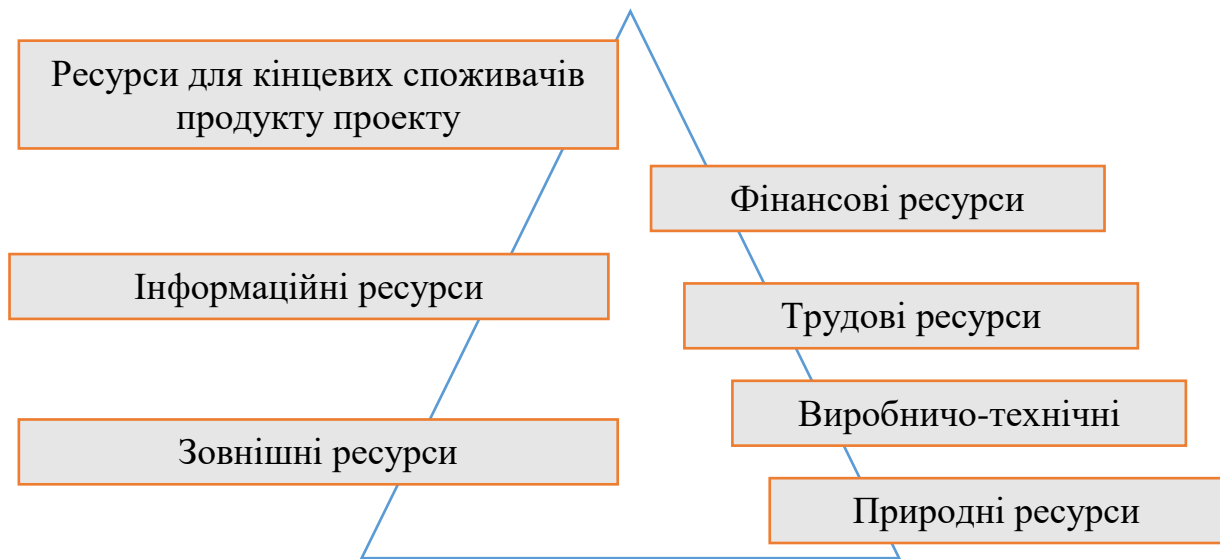 Ресурси для кінцевих споживачів
продукту проекту
Фінансові ресурси
Інформаційні ресурси
Трудові ресурси
Виробничо-технічні
Зовнішні ресурси
Природні ресурси